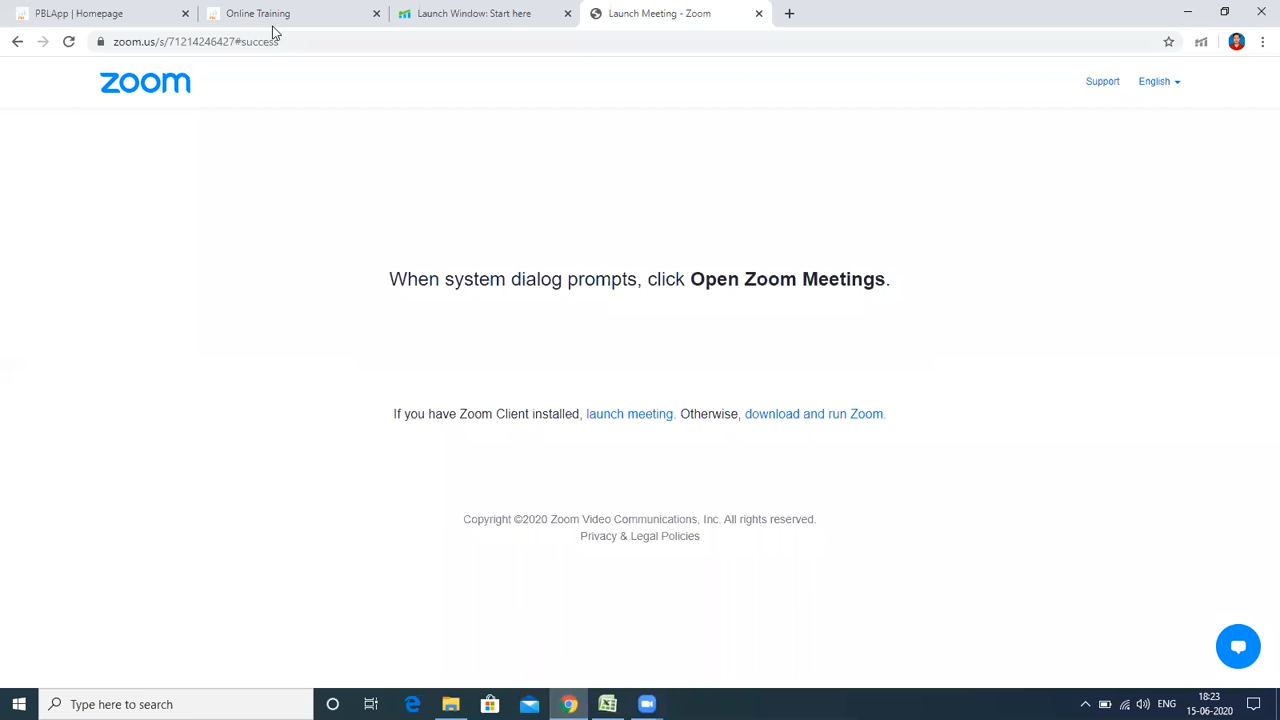 PBLApp | Homepage
Online Training
Launch Window: Start here
Launch Meeting - Zoom
zoom.us/s/71214246427#success
zoom
Support
English
When system dialog prompts, click Open Zoom Meetings.
If you have Zoom Client installed, launch meeting. Otherwise, download and run Zoom.
Copyright ©2020 Zoom Video Communications, Inc. All rights reserved.
Privacy & Legal Policies
Type here to search
ENG
18:23
15-06-2020